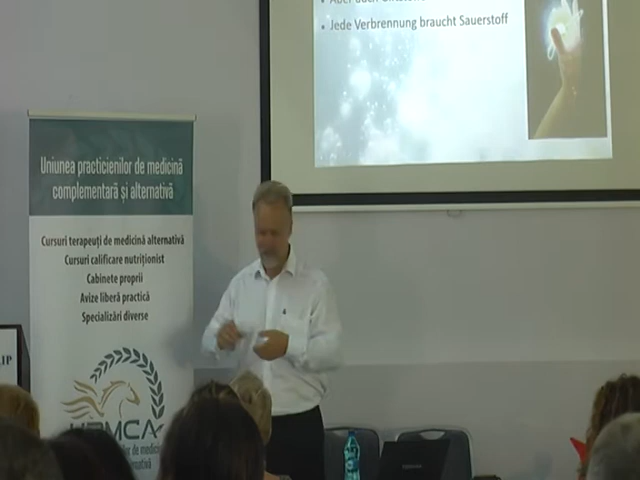 • Jede Verbrennung braucht Sauerstoff
Uniunea practicienilor de medicină
complementară și alternativă
Cursuri terapeuți de medicină alternativă
Cursuri calificare nutriționist
Cabinete proprii
Avize liberă practică
Specializări diverse